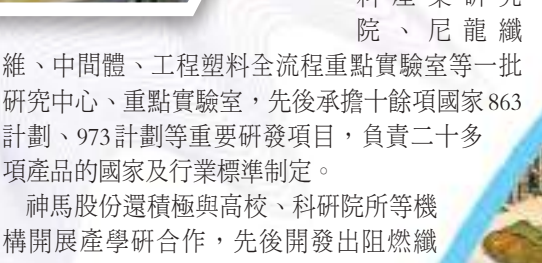 料產業研究
院、尼龍纖
維、中間體、工程塑料全流程重點實驗室等一批
研究中心、重點實驗室，先後承擔十餘項國家863
計劃、973計劃等重要研發項目，負責二十多
項產品的國家及行業標準制定。
神馬股份還積極與高校、科研院所等機
構開展產學研合作，先後開發出阻燃纖